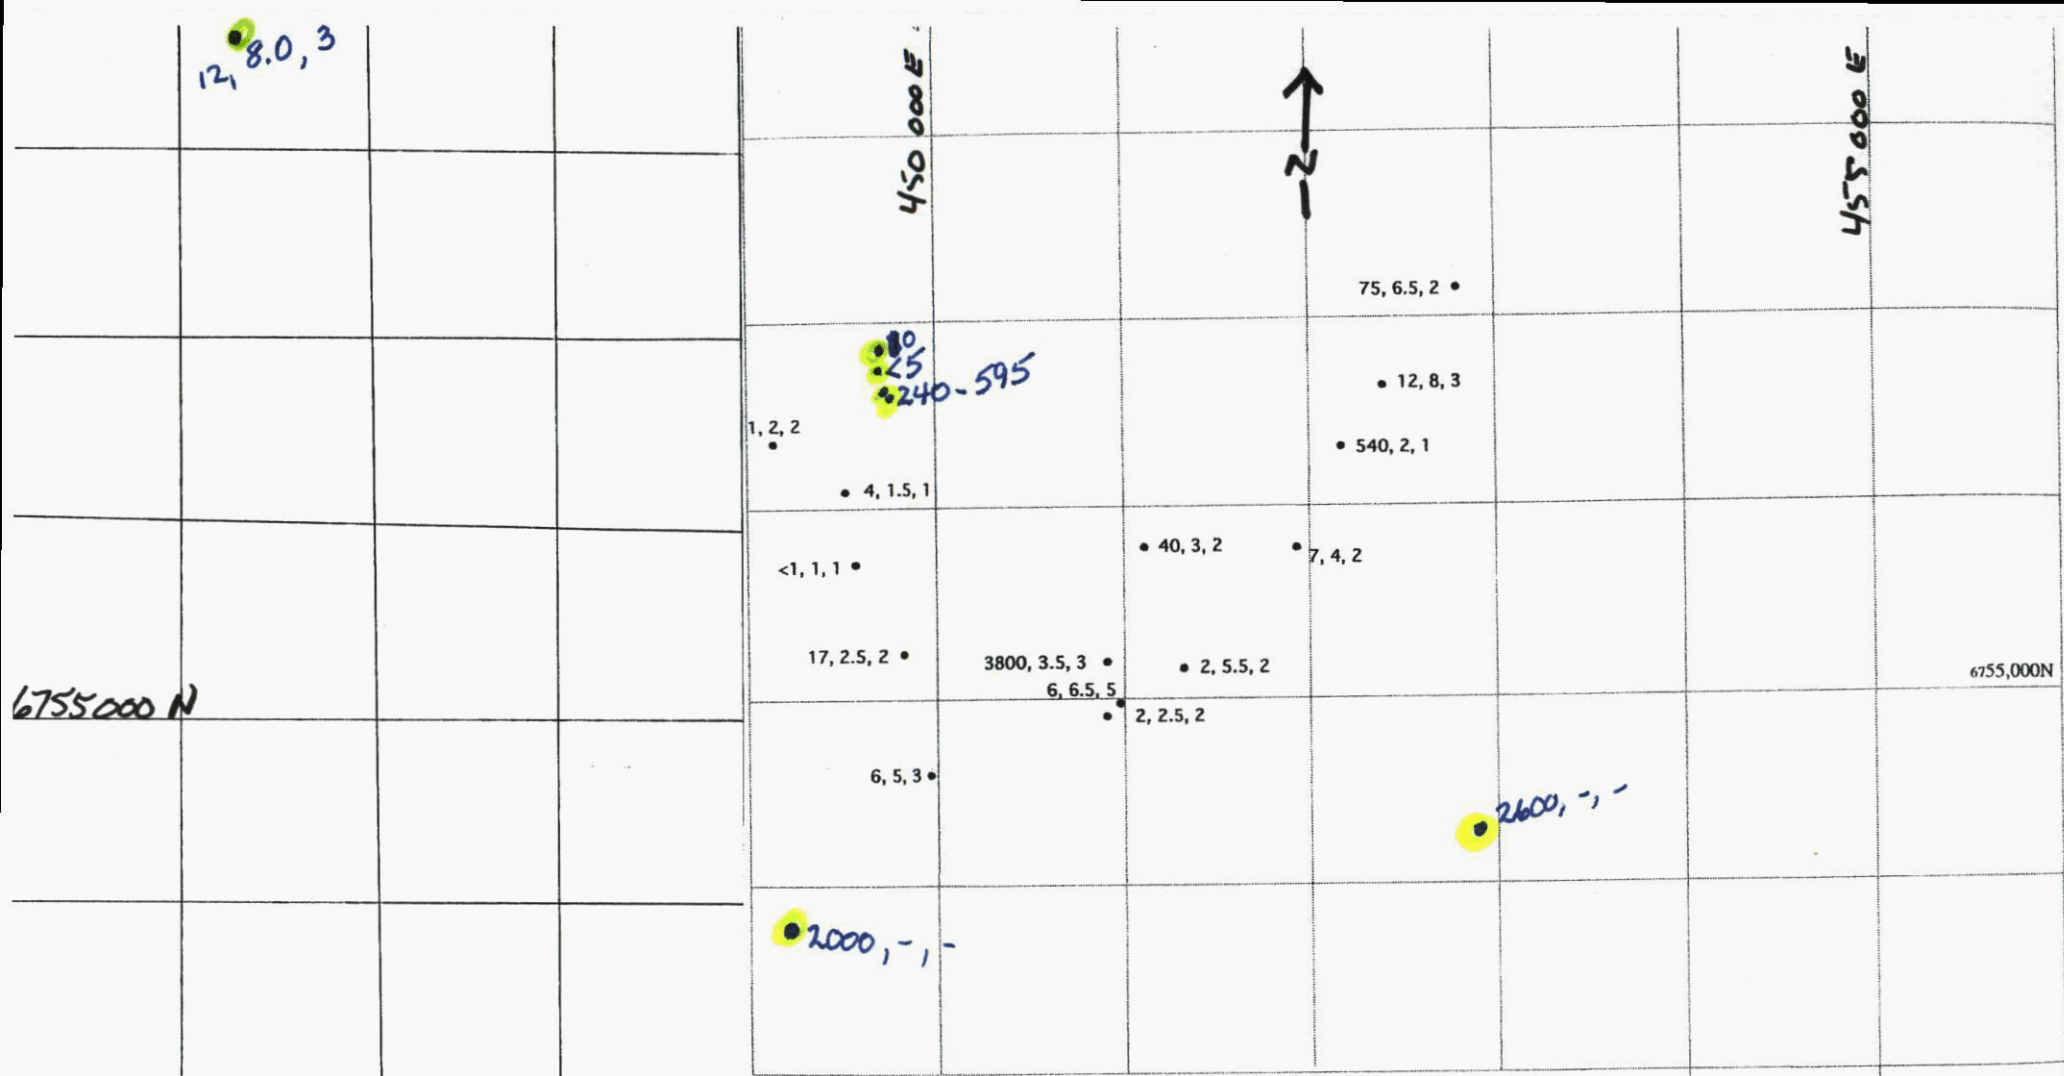 12, 8.0, 3
450 000 E
N
455 000 E
75, 6.5, 2
<5
240-595
12, 8, 3
1, 2, 2
540, 2, 1
4, 1.5, 1
40, 3, 2
7, 4, 2
<1, 1, 1
17, 2.5, 2
3800, 3.5, 3
2, 5.5, 2
6755,000N
6, 6.5, 5
6755000 N
2, 2.5, 2
6, 5, 3
2600, -, -
2000, -, -